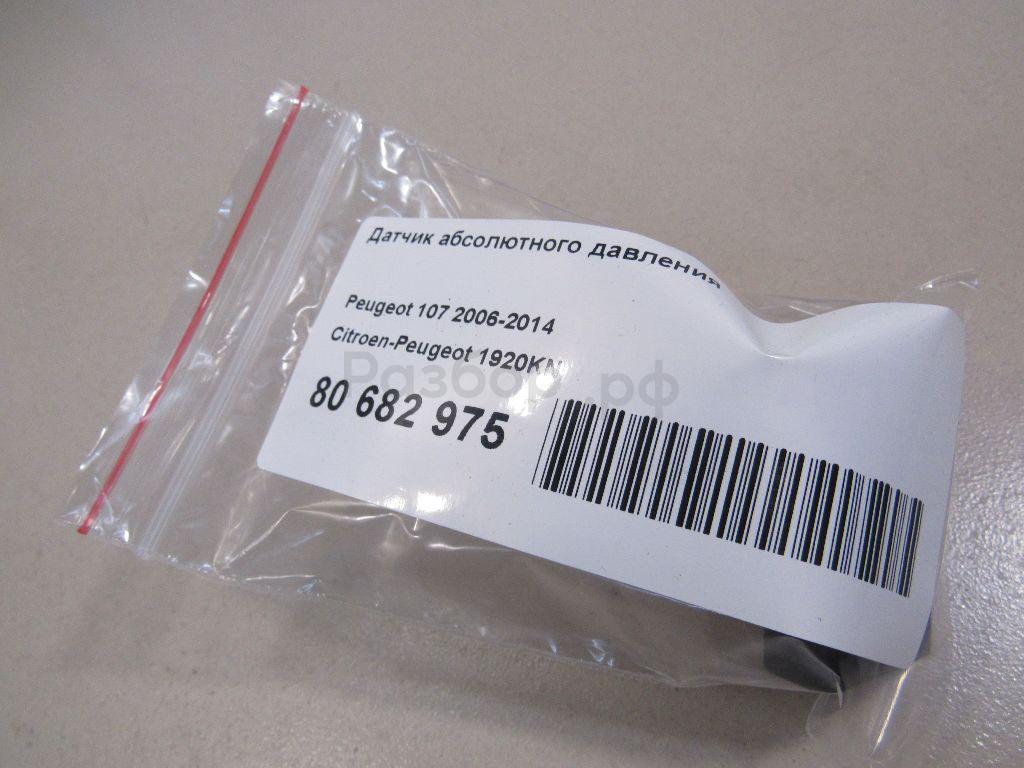 Датчик абсолютного давления
Peugeot 107 2006-2014
Citroen-Peugeot 1920KN
80 682 975